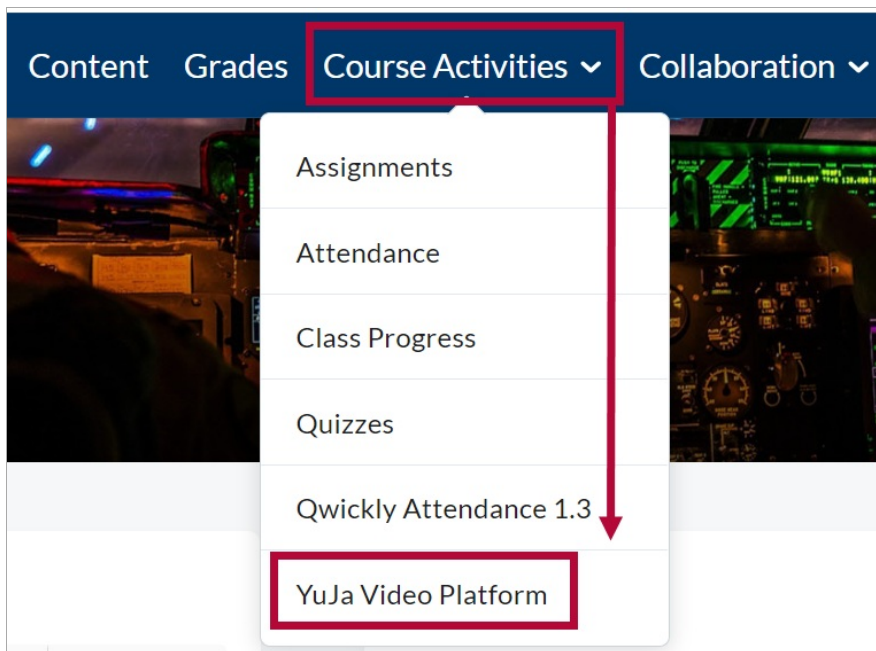 Content Grades Course Activities Collaboration
Assignments
Attendance
Class Progress
Quizzes
Qwickly Attendance 1.3
YuJa Video Platform